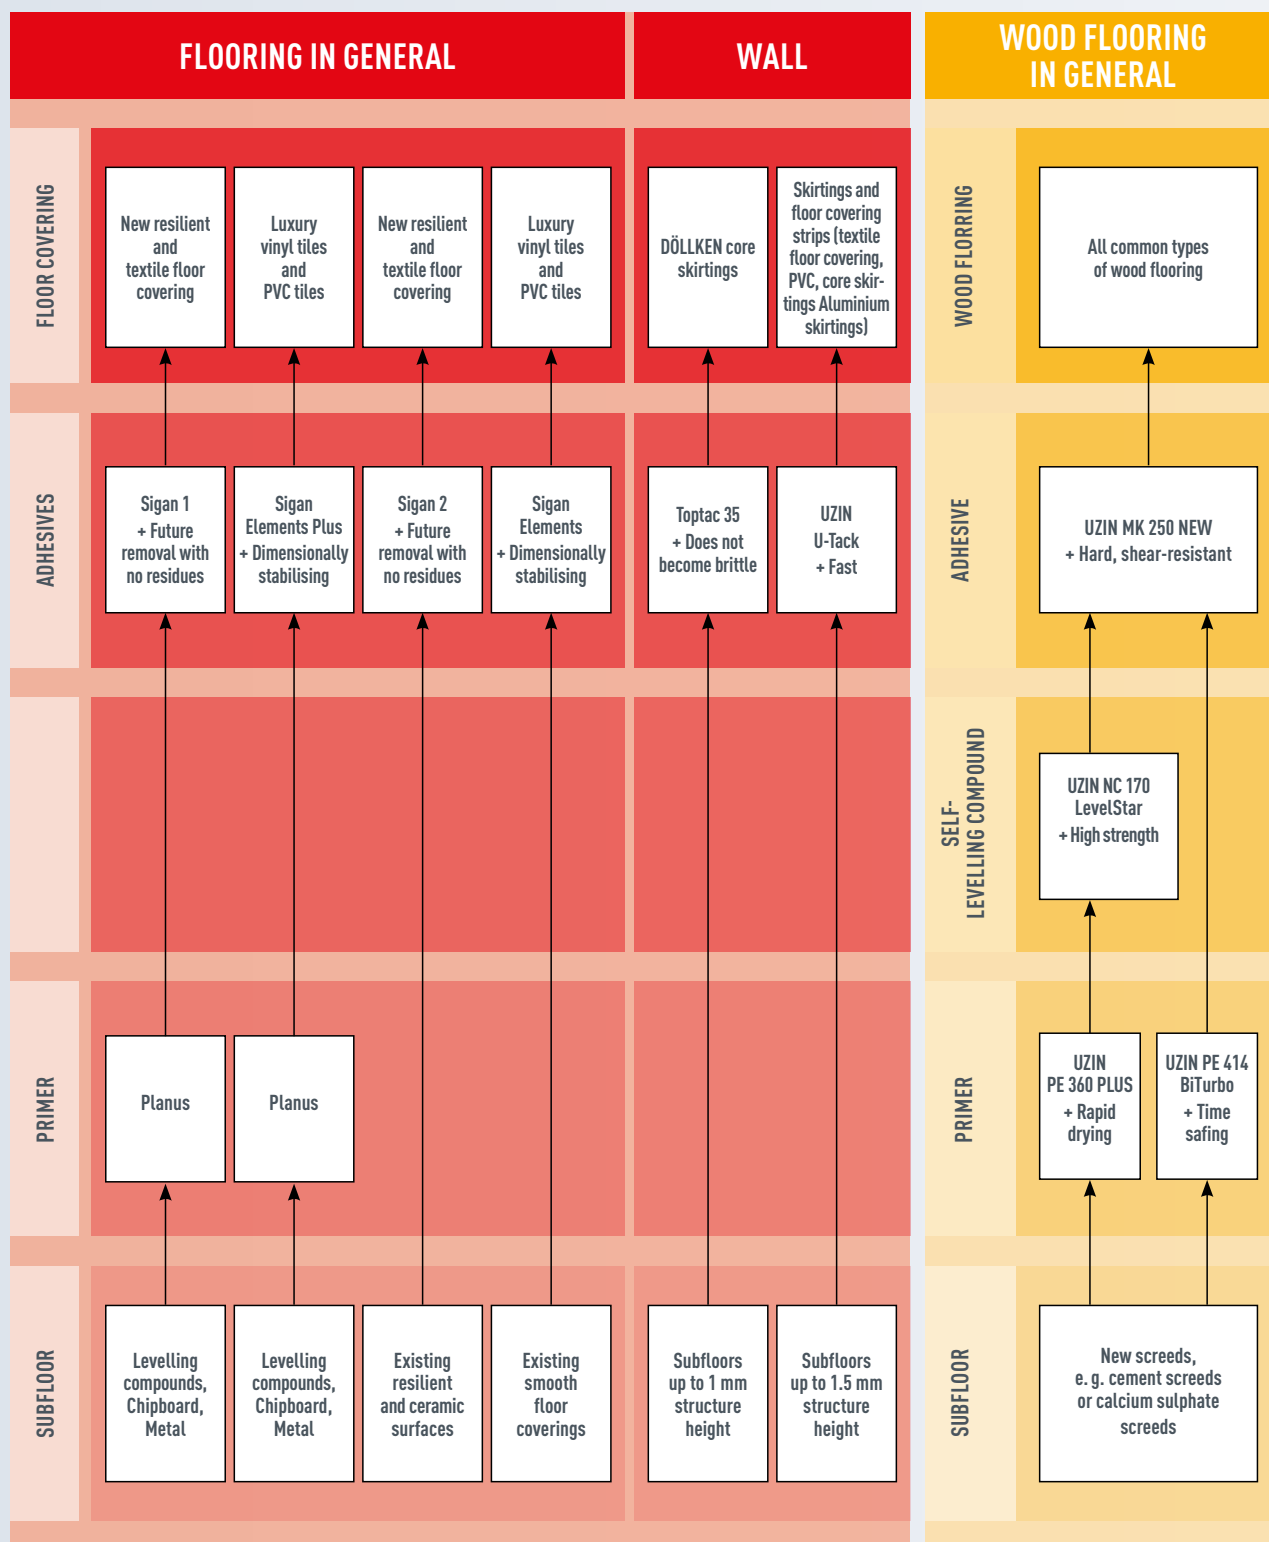 FLOORING IN GENERAL
WALL
WOOD FLOORING
IN GENERAL
FLOOR COVERING
New resilient
and
textile floor
covering
Luxury
vinyl tiles
and
PVC tiles
New resilient
and
textile floor
covering
Luxury
vinyl tiles
and
PVC tiles
DÖLLKEN core
skirtings
Skirtings and
floor covering
strips (textile
floor covering,
PVC, core skir-
tings Aluminium
skirtings)
WOOD FLORRING
All common types
of wood flooring
ADHESIVES
Sigan 1
+ Future
removal with
no residues
Sigan
Elements Plus
+ Dimensionally
stabilising
Sigan 2
+ Future
removal with
no residues
Sigan
Elements
+ Dimensionally
stabilising
Toptac 35
+ Does not
become brittle
UZIN
U-Tack
+ Fast
ADHESIVE
UZIN MK 250 NEW
+ Hard, shear-resistant
SELF-
LEVELLING COMPOUND
UZIN NC 170
LevelStar
+ High strength
PRIMER
Planus
Planus
PRIMER
UZIN
PE 360 PLUS
+ Rapid
drying
UZIN PE 414
BiTurbo
+ Time
safing
SUBFLOOR
Levelling
compounds,
Chipboard,
Metal
Levelling
compounds,
Chipboard,
Metal
Existing
resilient
and ceramic
surfaces
Existing
smooth
floor
coverings
Subfloors
up to 1 mm
structure
height
Subfloors
up to 1.5 mm
structure
height
SUBFLOOR
New screeds,
e. g. cement screeds
or calcium sulphate
screeds